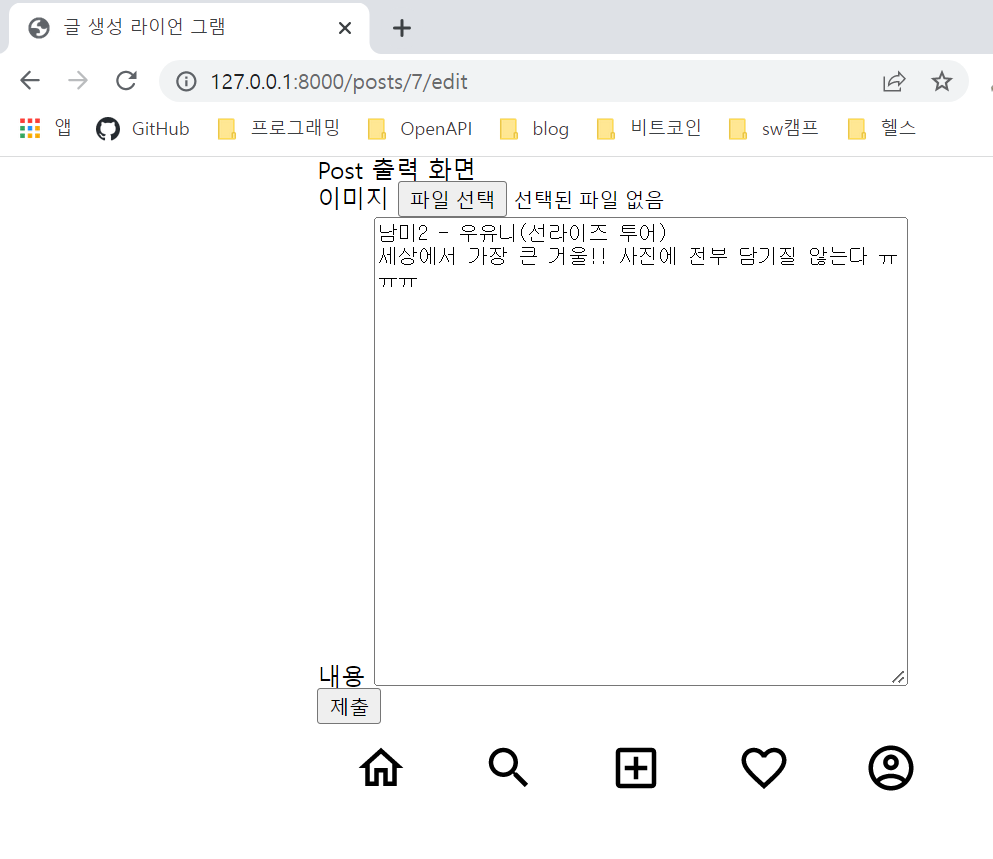 글 생성 라이언 그램
127.0.0.1:8000/posts/7/edit
앱 GitHub 프로그래밍 OpenAPI blog 비트코인 sw캠프 헬스
Post 출력 화면
이미지 파일 선택 선택된 파일 없음
남미2 - 우유니(선라이즈 투어)
세상에서 가장 큰 거울!! 사진에 전부 담기질 않는다 ㅠ
ㅠㅠ
내용
제출